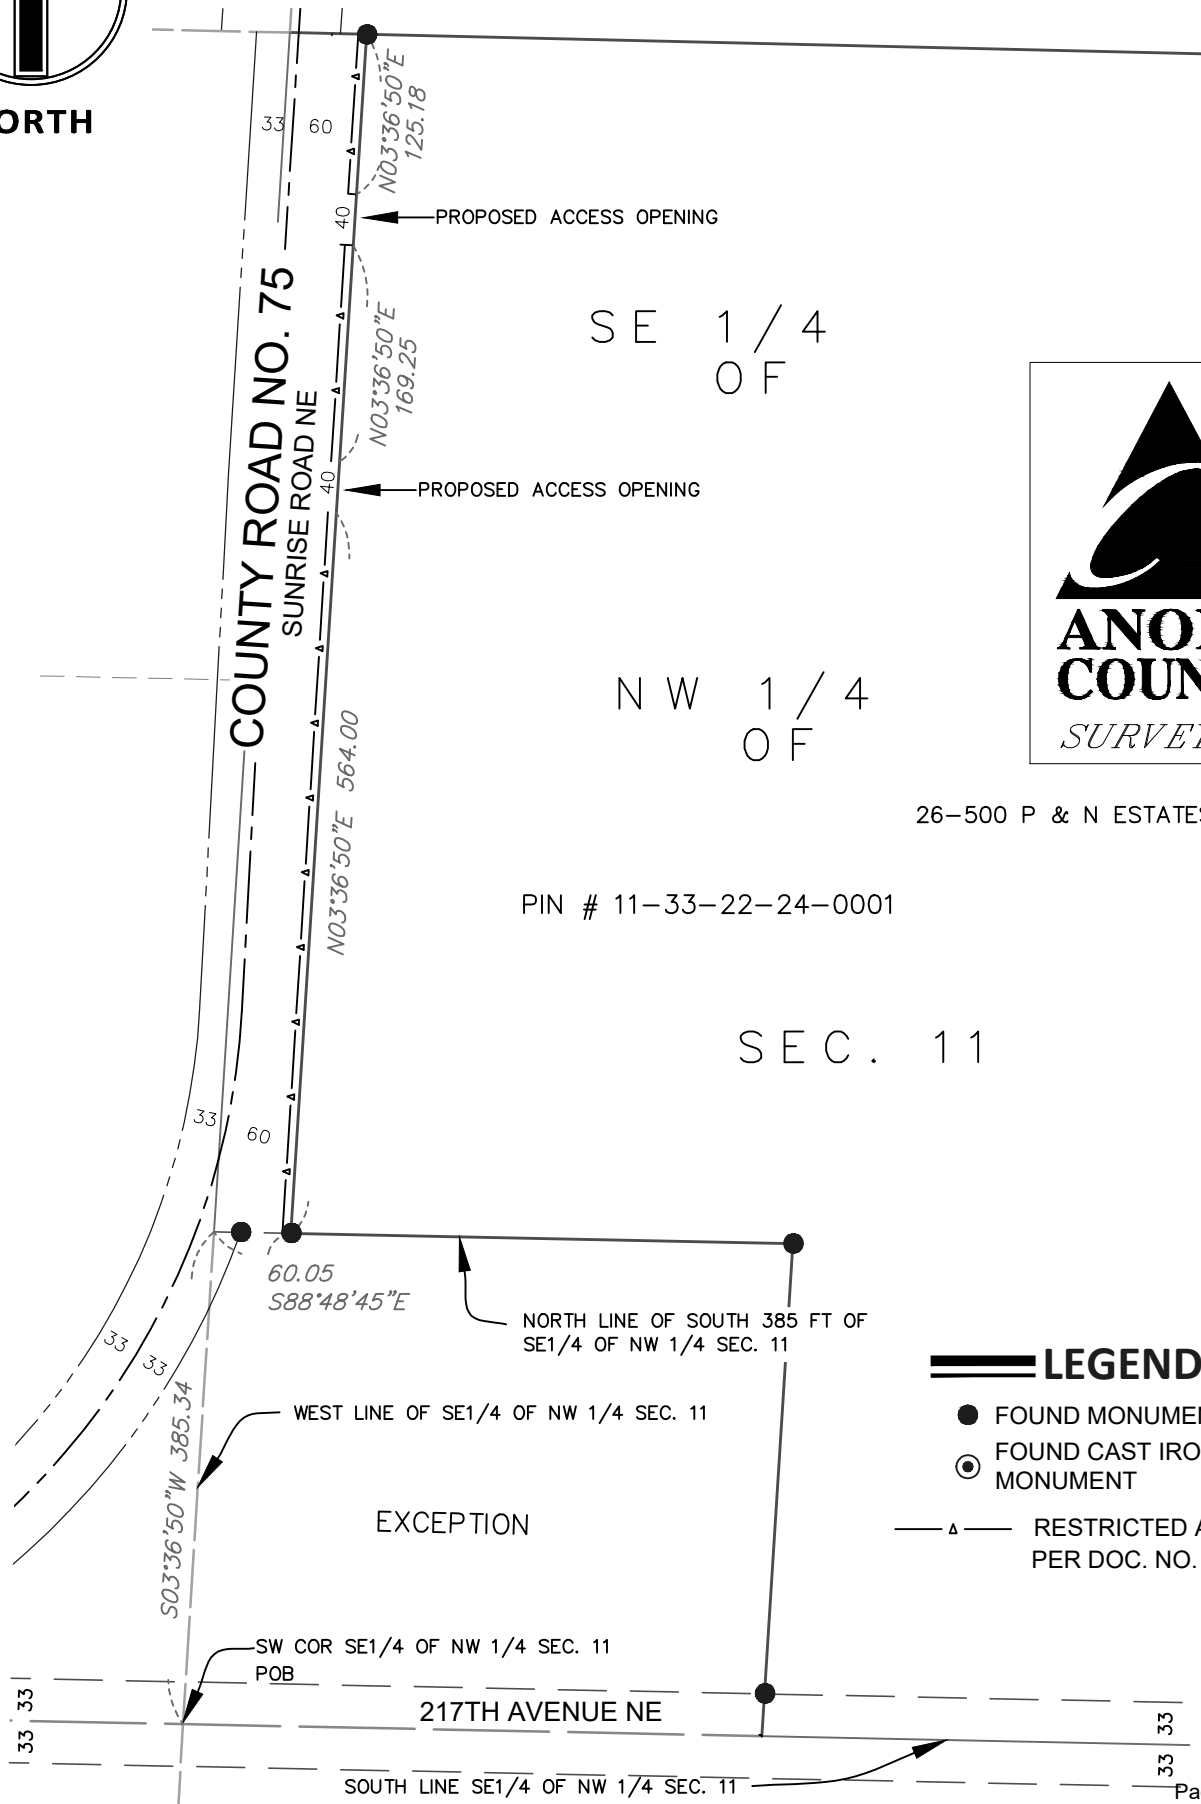 ORTH
33
60
N03°36'50"E
125.18
40
PROPOSED ACCESS OPENING
COUNTY ROAD NO. 75
SUNRISE ROAD NE
N03°36'50"E
169.25
40
PROPOSED ACCESS OPENING
SE 1/4
OF
NW 1/4
OF
SEC. 11
ANO
COUN
SURVE
26-500 P & N ESTATES
PIN # 11-33-22-24-0001
N03°36'50"E 564.00
33
60
60.05
S88°48'45"E
NORTH LINE OF SOUTH 385 FT OF
SE1/4 OF NW 1/4 SEC. 11
33
33
LEGEND
FOUND MONUME
FOUND CAST IRO
MONUMENT
RESTRICTED A
PER DOC. NO.
WEST LINE OF SE1/4 OF NW 1/4 SEC. 11
S03°36'50"W 385.34
EXCEPTION
SW COR SE1/4 OF NW 1/4 SEC. 11
POB
33
33
217TH AVENUE NE
33
33
SOUTH LINE SE1/4 OF NW 1/4 SEC. 11
Pa